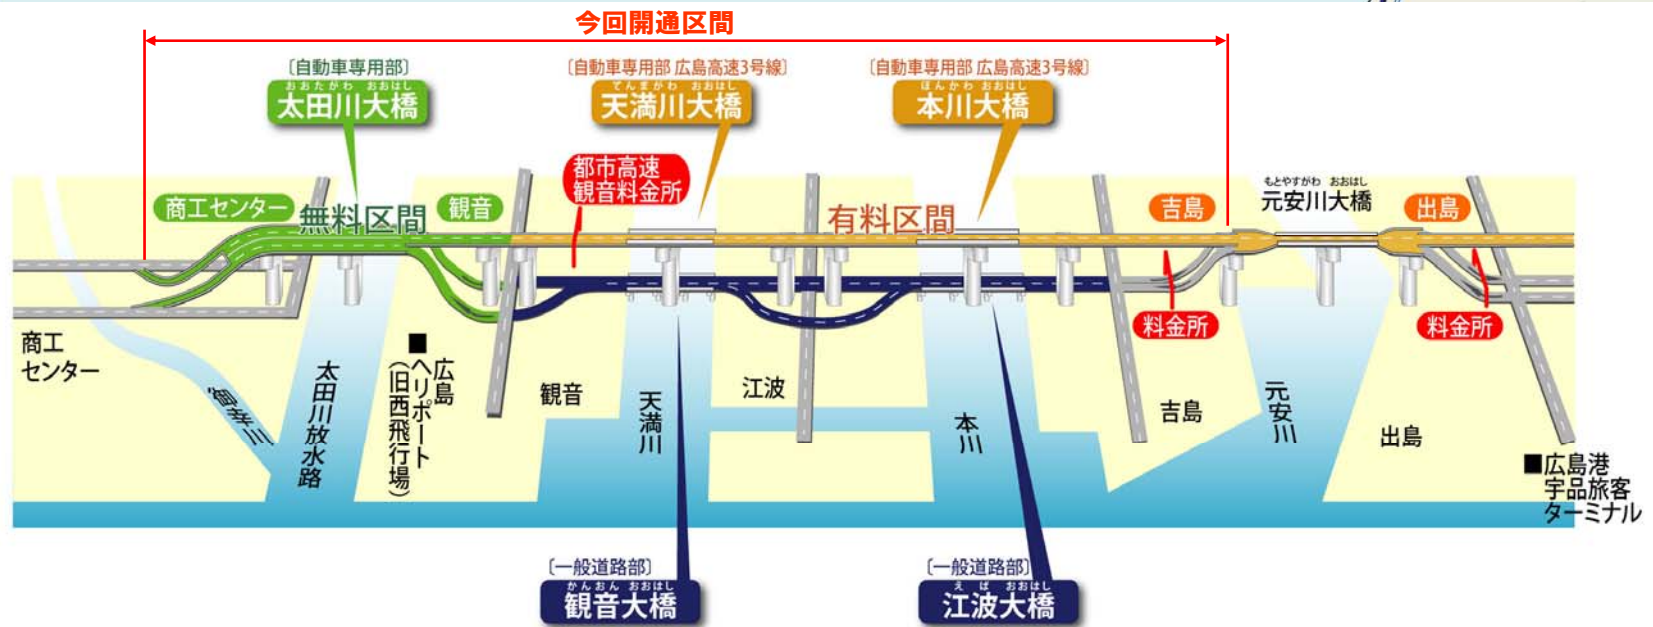 今回開通区間
〔自動車専用部〕
おおたがわ おおはし
太田川大橋
〔自動車専用部 広島高速3号線〕
てんまがわ おおはし
天満川大橋
〔自動車専用部 広島高速3号線〕
ほんかわ おおはし
本川大橋
都市高速
観音料金所
商工センター
無料区間
観音
有料区間
吉島
もとやすがわ おおはし
元安川大橋
出島
料金所
料金所
商工
センター
御幸川
太田川放水路
■広島
ヘリポート
（旧西飛行場）
観音
天満川
江波
本川
吉島
元安川
出島
■広島港
宇品旅客
ターミナル
〔一般道路部〕
かんおん おおはし
観音大橋
〔一般道路部〕
えば おおはし
江波大橋